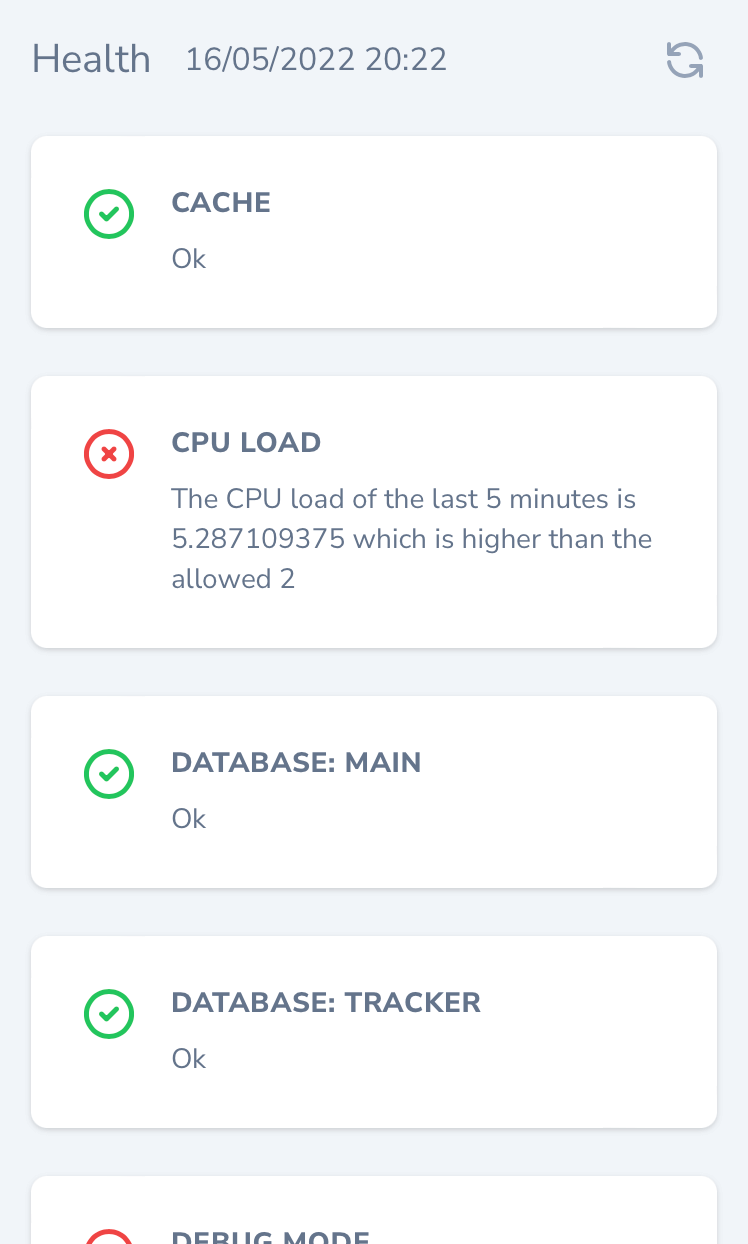 Health 16/05/2022 20:22
CACHE
Ok
CPU LOAD
The CPU load of the last 5 minutes is
5.287109375 which is higher than the
allowed 2
DATABASE: MAIN
Ok
DATABASE: TRACKER
Ok
DEBUG MODE